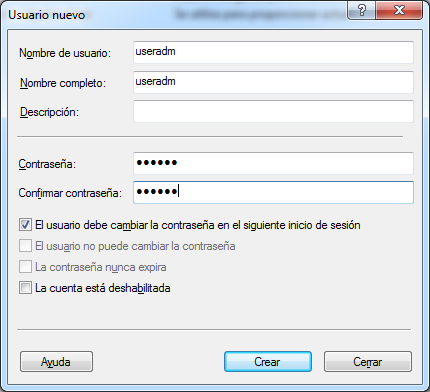 Usuario nuevo
Nombre de usuario: useradm
Nombre completo: useradm
Descripción:
Contraseña: ●●●●●●
Confirmar contraseña: ●●●●●●
El usuario debe cambiar la contraseña en el siguiente inicio de sesión
El usuario no puede cambiar la contraseña
La contraseña nunca expira
La cuenta está deshabilitada
Ayuda Crear Cerrar